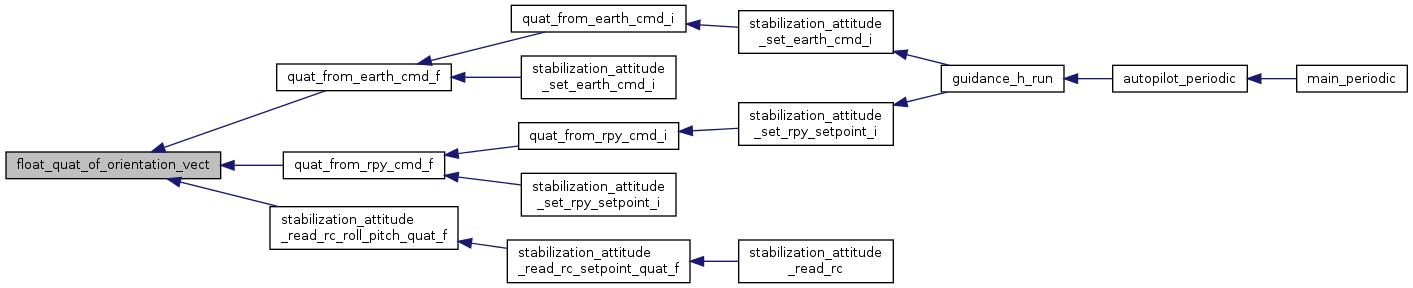 float_quat_of_orientation_vect
quat_from_earth_cmd_f
quat_from_earth_cmd_i
stabilization_attitude
_set_earth_cmd_i
guidance_h_run
autopilot_periodic
main_periodic
stabilization_attitude
_set_earth_cmd_i
quat_from_rpy_cmd_f
quat_from_rpy_cmd_i
stabilization_attitude
_set_rpy_setpoint_i
stabilization_attitude
_set_rpy_setpoint_i
stabilization_attitude
_read_rc_roll_pitch_quat_f
stabilization_attitude
_read_rc_setpoint_quat_f
stabilization_attitude
_read_rc